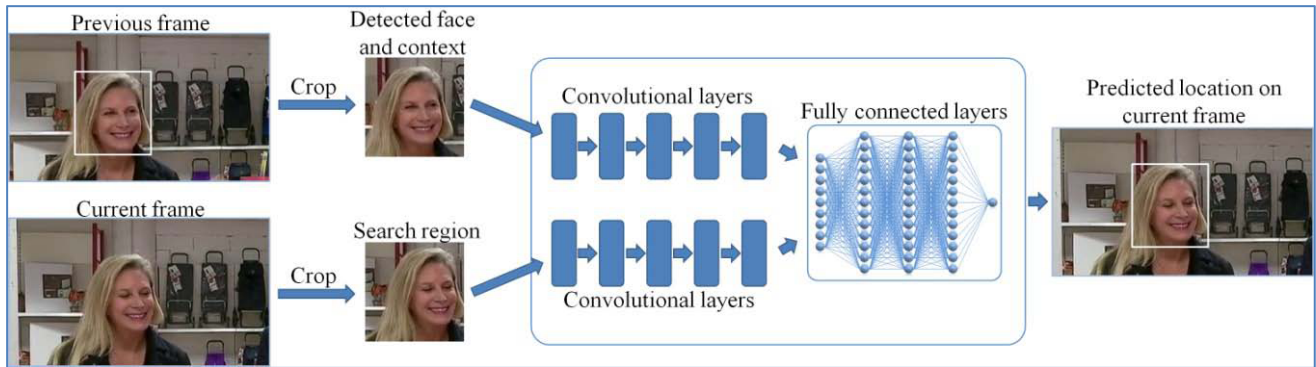 Previous frame
Crop
Detected face
and context
Convolutional layers
Fully connected layers
Predicted location on
current frame
Current frame
Crop
Search region
Convolutional layers